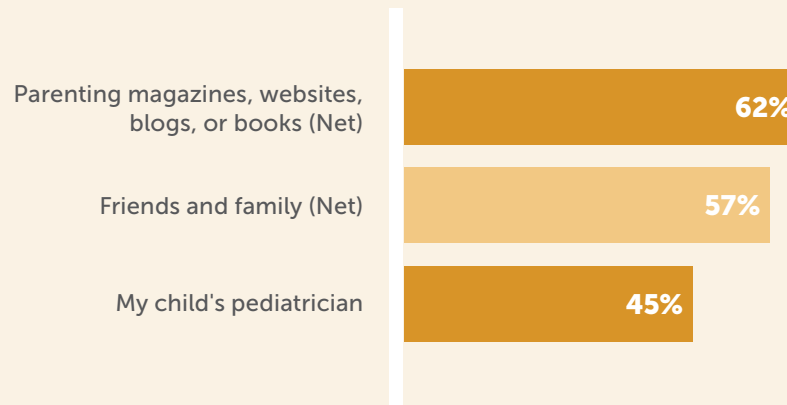 Parenting magazines, websites,
blogs, or books (Net)
62%
Friends and family (Net)
57%
My child's pediatrician
45%